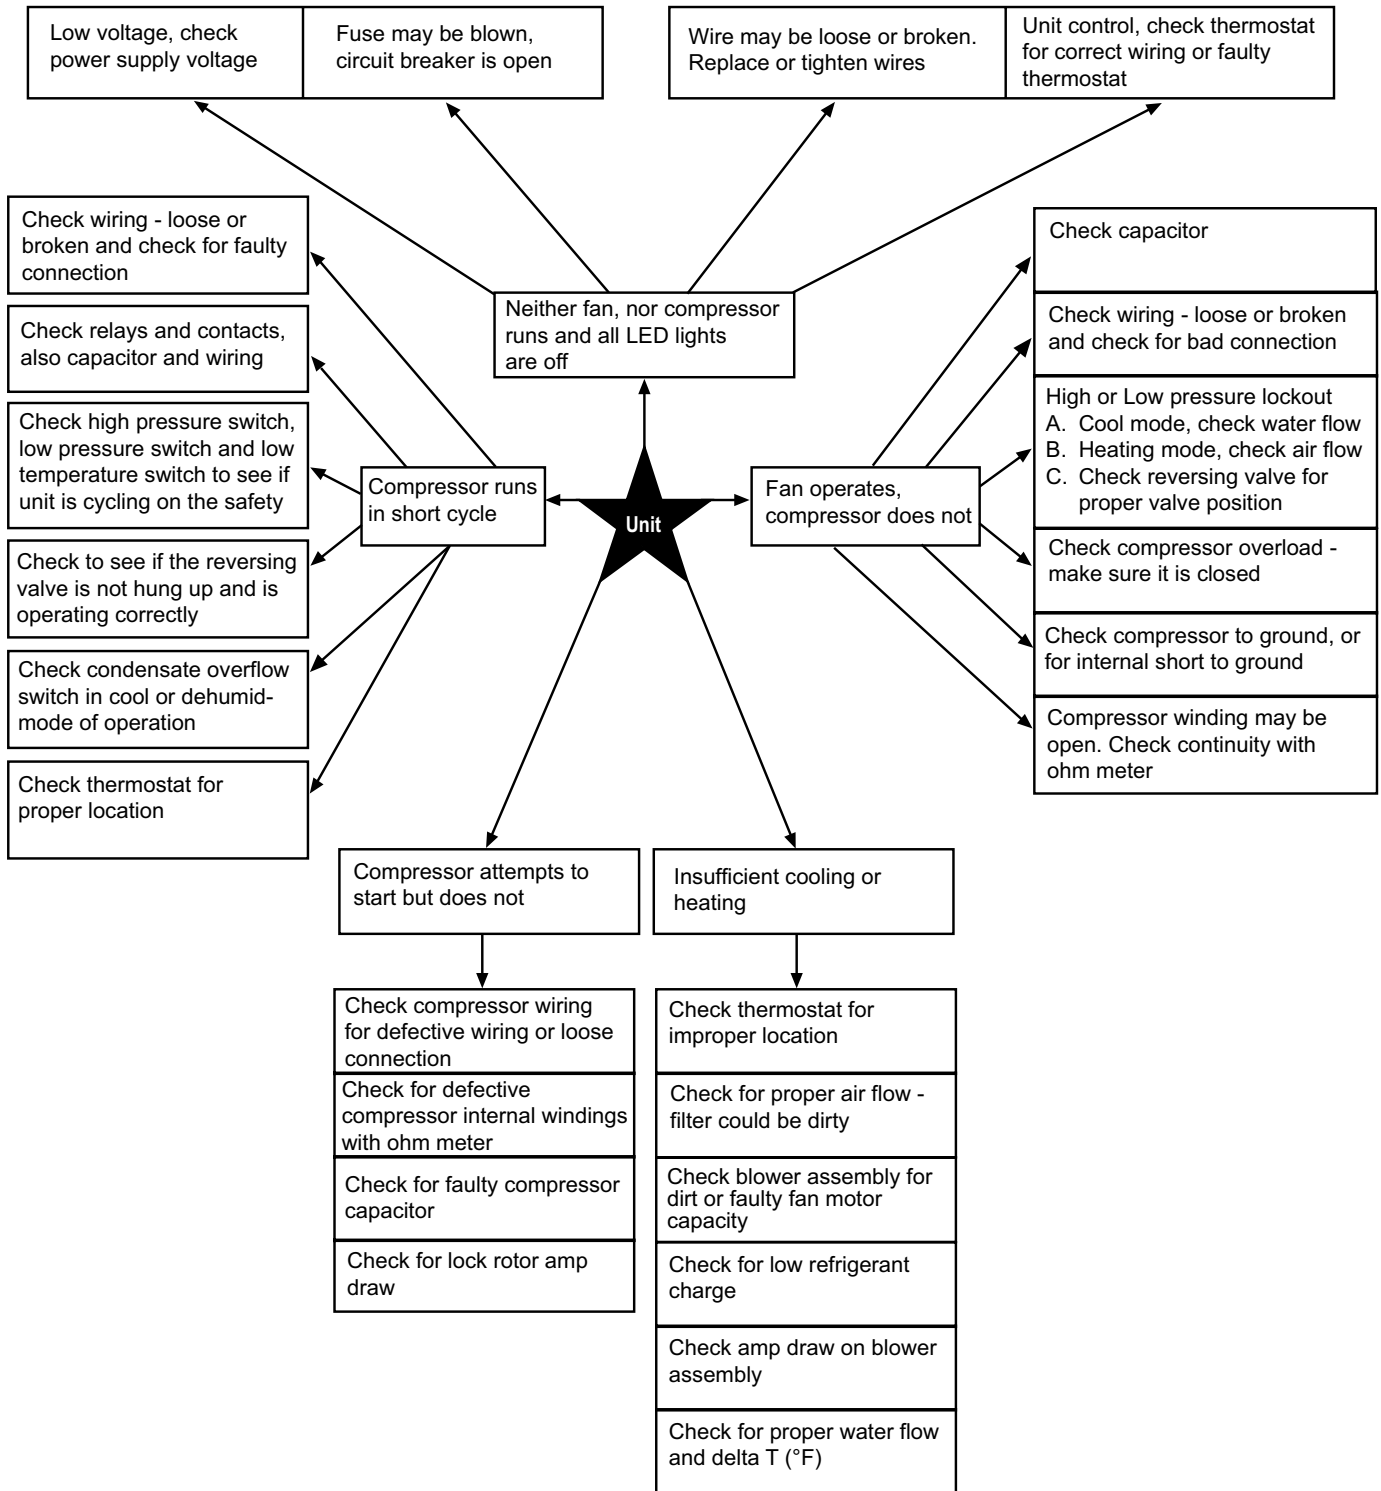 Low voltage, check
power supply voltage
Fuse may be blown,
circuit breaker is open
Wire may be loose or broken.
Replace or tighten wires
Unit control, check thermostat
for correct wiring or faulty
thermostat
Check wiring - loose or
broken and check for faulty
connection
Check relays and contacts,
also capacitor and wiring
Check high pressure switch,
low pressure switch and low
temperature switch to see if
unit is cycling on the safety
Check to see if the reversing
valve is not hung up and is
operating correctly
Check condensate overflow
switch in cool or dehumid-
mode of operation
Check thermostat for
proper location
Neither fan, nor compressor
runs and all LED lights
are off
Compressor runs
in short cycle
Unit
Fan operates,
compressor does not
Check capacitor
Check wiring - loose or broken
and check for bad connection
High or Low pressure lockout
A. Cool mode, check water flow
B. Heating mode, check air flow
C. Check reversing valve for
proper valve position
Check compressor overload -
make sure it is closed
Check compressor to ground, or
for internal short to ground
Compressor winding may be
open. Check continuity with
ohm meter
Compressor attempts to
start but does not
Check compressor wiring
for defective wiring or loose
connection
Check for defective
compressor internal windings
with ohm meter
Check for faulty compressor
capacitor
Check for lock rotor amp
draw
Insufficient cooling or
heating
Check thermostat for
improper location
Check for proper air flow -
filter could be dirty
Check blower assembly for
dirt or faulty fan motor
capacity
Check for low refrigerant
charge
Check amp draw on blower
assembly
Check for proper water flow
and delta T (°F)